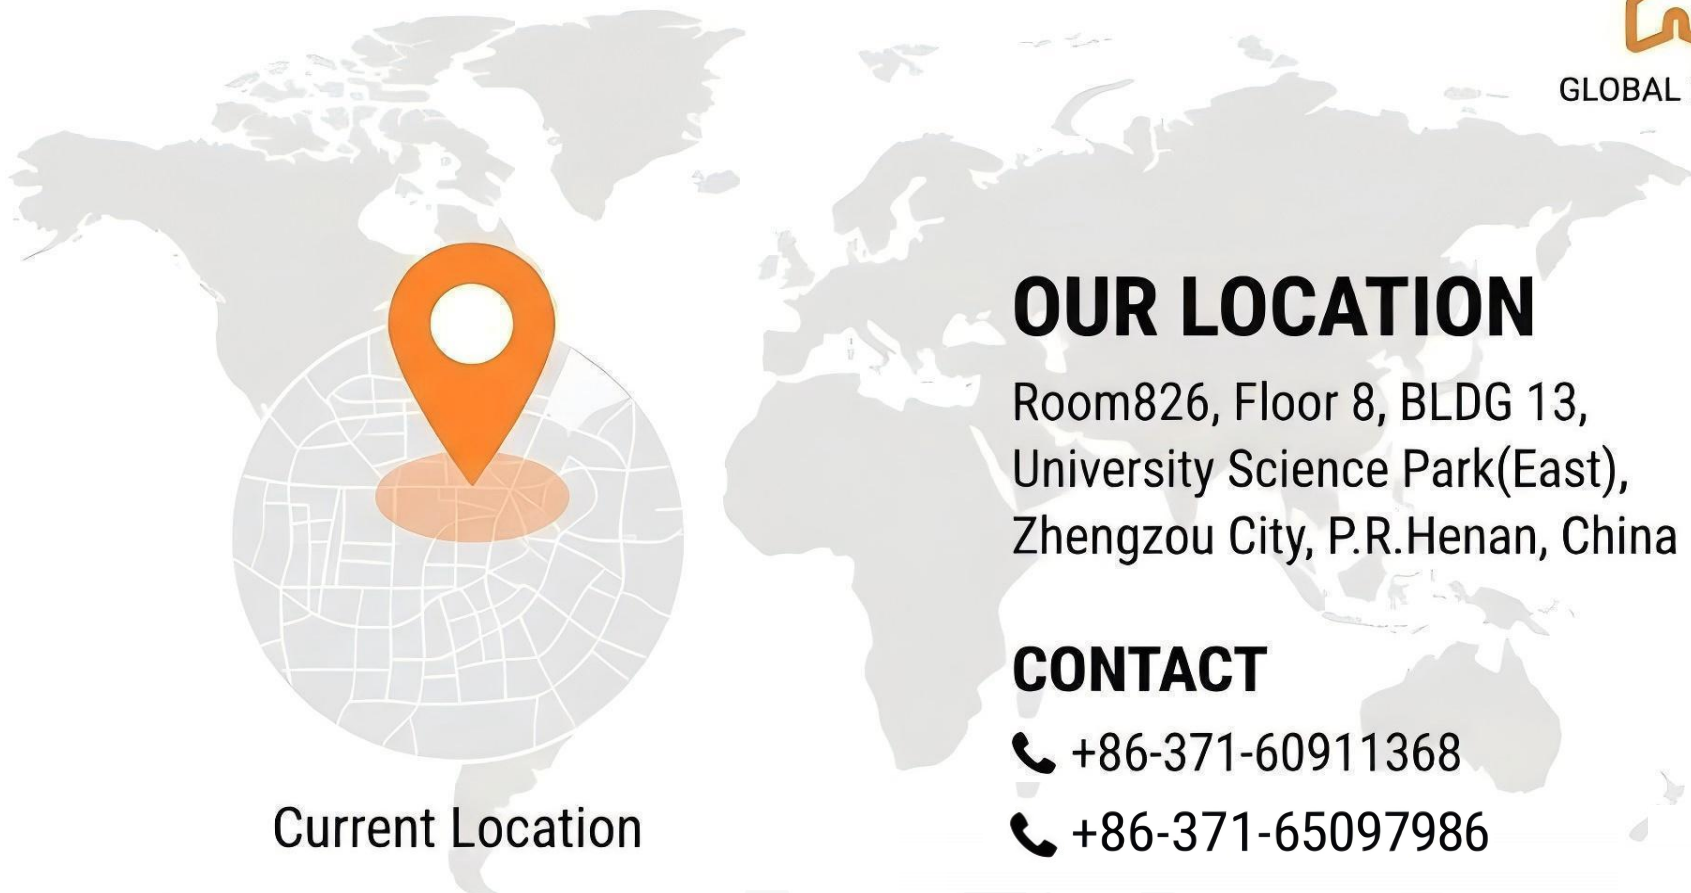 GLOBAL
OUR LOCATION
Room826, Floor 8, BLDG 13,
University Science Park(East),
Zhengzou City, P.R.Henan, China
CONTACT
+86-371-60911368
+86-371-65097986
Current Location